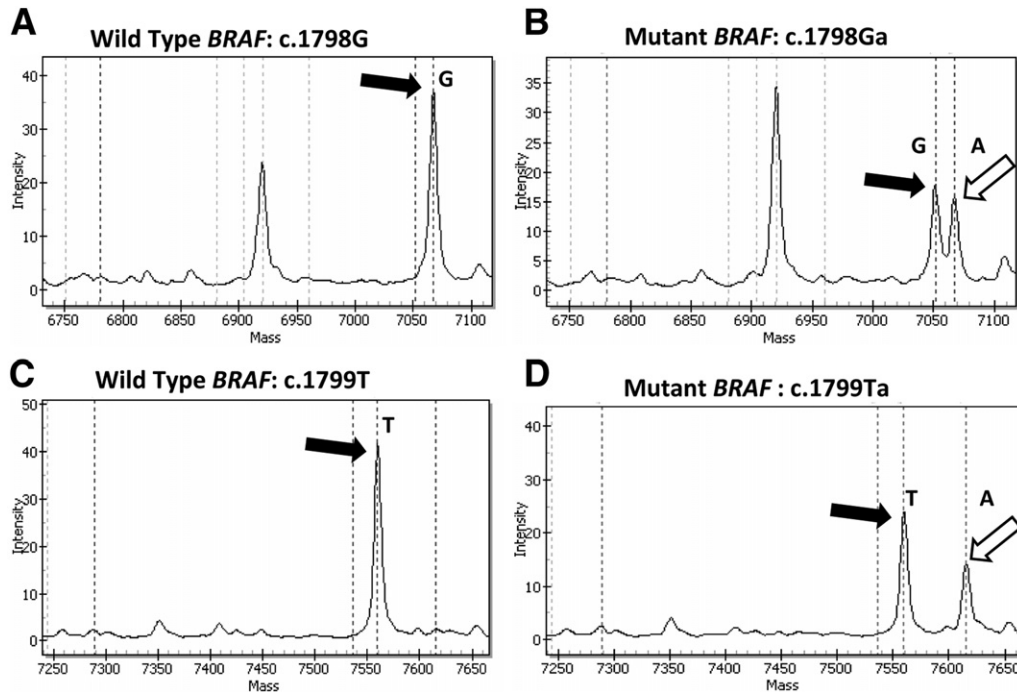 A
Wild Type BRAF: c.1798G
40
30
20
10
0
Intensity
G
6750 6800 6850 6900 6950 7000 7050 7100
Mass
B
Mutant BRAF: c.1798Ga
35
30
25
20
15
10
5
0
Intensity
G A
6750 6800 6850 6900 6950 7000 7050 7100
Mass
C
Wild Type BRAF: c.1799T
50
40
30
20
10
0
Intensity
T
7250 7300 7350 7400 7450 7500 7550 7600 7650
Mass
D
Mutant BRAF : c.1799Ta
40
30
20
10
0
Intensity
T A
7250 7300 7350 7400 7450 7500 7550 7600 7650
Mass